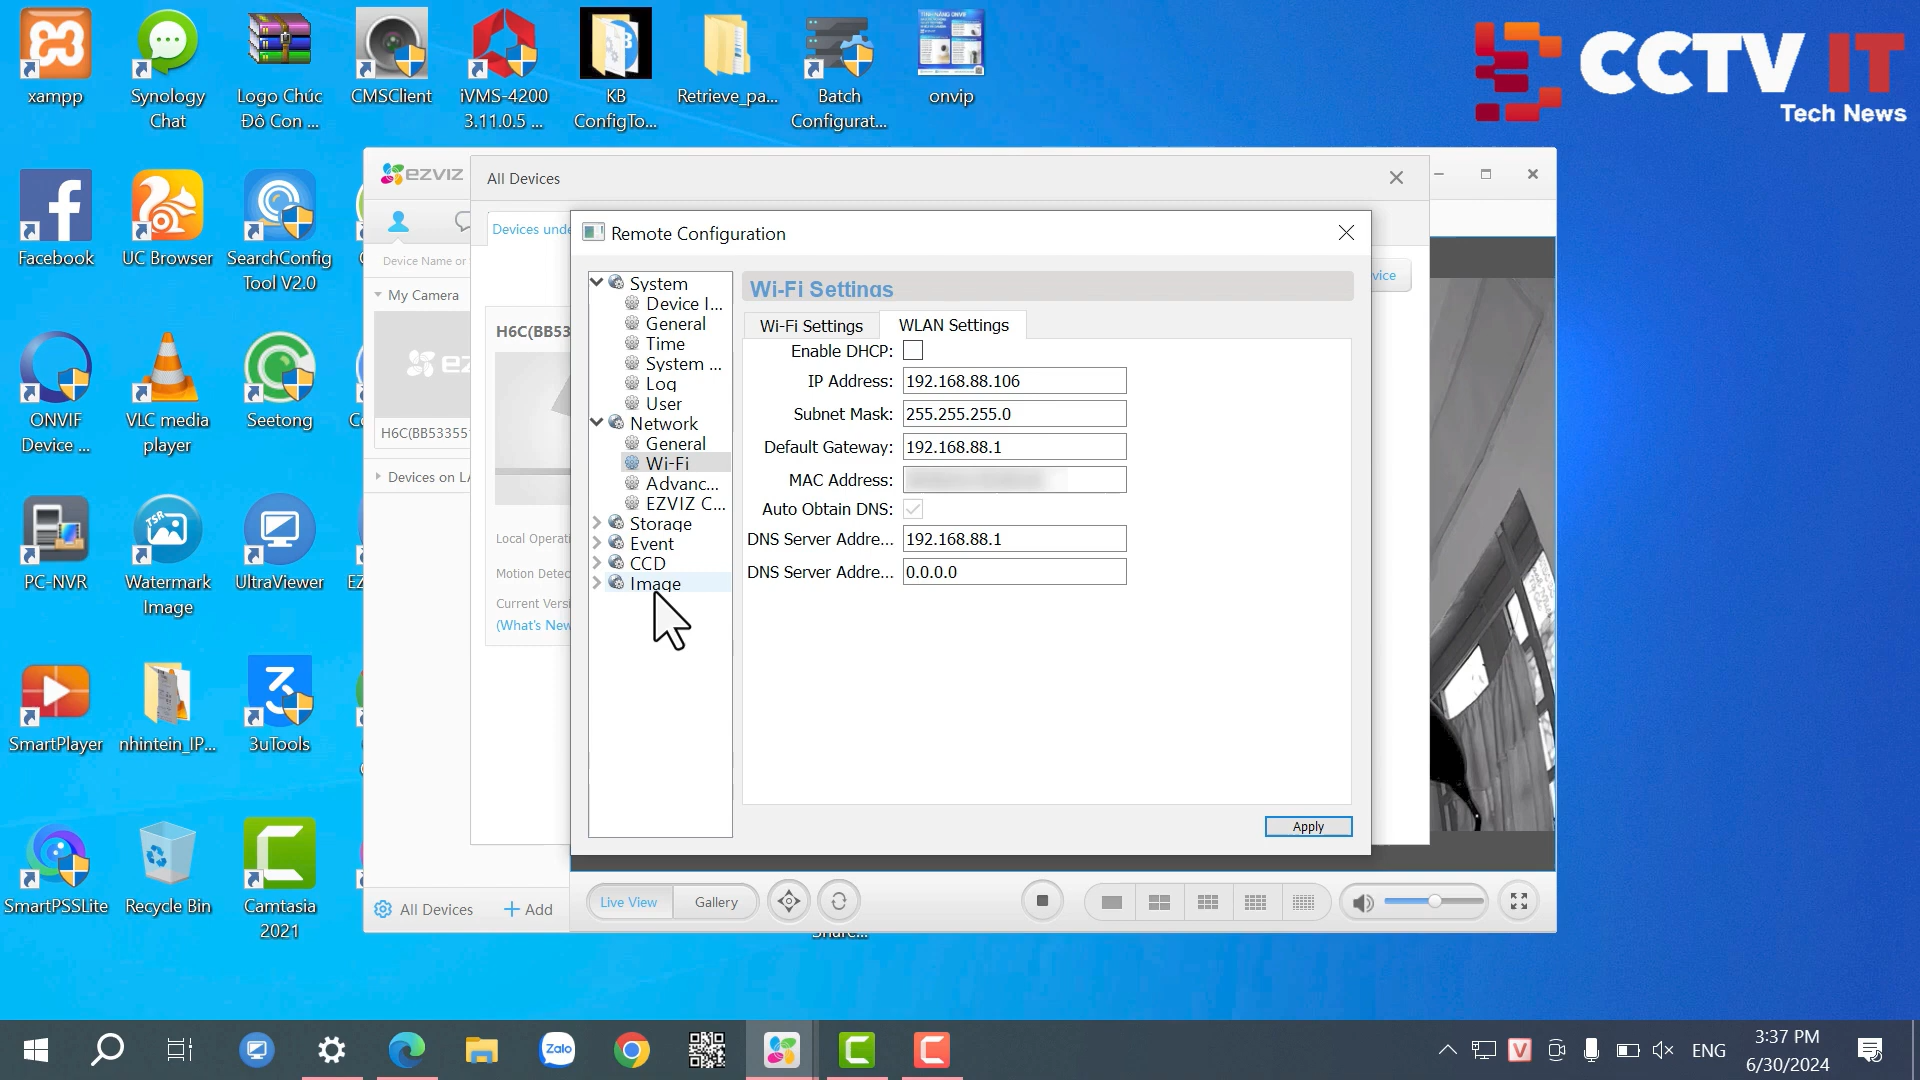 xampp
Synology
Chat
Logo Chúc
Đô Con ...
CMSClient
iVMS-4200
3.11.0.5 ...
KB
ConfigTo...
Retrieve_pa...
Batch
Configurat...
onvip
CCTV IT
Tech News
Facebook
UC Browser
SearchConfig
Tool V2.0
ONVIF
Device ...
VLC media
player
Seetong
PC-NVR
Watermark
Image
UltraViewer
SmartPlayer
nhintein_IP...
3uTools
SmartPSSLite
Recycle Bin
Camtasia
2021
ezviz
Device Name or
My Camera
H6C(BB53355
Devices on LA
All Devices
Add
All Devices
Devices unde
H6C(BB53
Local Operati
Motion Detec
Current Versi
(What's New
vice
Remote Configuration
System
Device I...
General
Time
System ...
Log
User
Network
General
Wi-Fi
Advanc...
EZVIZ C...
Storage
Event
CCD
Image
Wi-Fi Settings
Wi-Fi Settings
WLAN Settings
Enable DHCP:
IP Address: 192.168.88.106
Subnet Mask: 255.255.255.0
Default Gateway: 192.168.88.1
MAC Address:
Auto Obtain DNS:
DNS Server Addre... 192.168.88.1
DNS Server Addre... 0.0.0.0
Apply
Live View
Gallery
Share...
Zalo
ENG
3:37 PM
6/30/2024